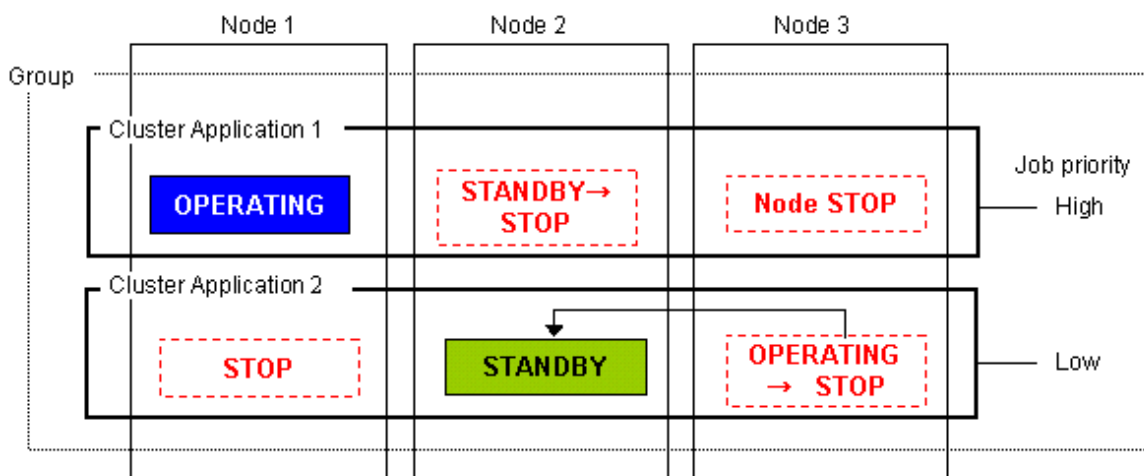 Node 1 Node 2 Node 3
Group
Cluster Application 1
Job priority
OPERATING STANDBY→ Node STOP High
STOP
Cluster Application 2
STOP STANDBY OPERATING Low
→ STOP